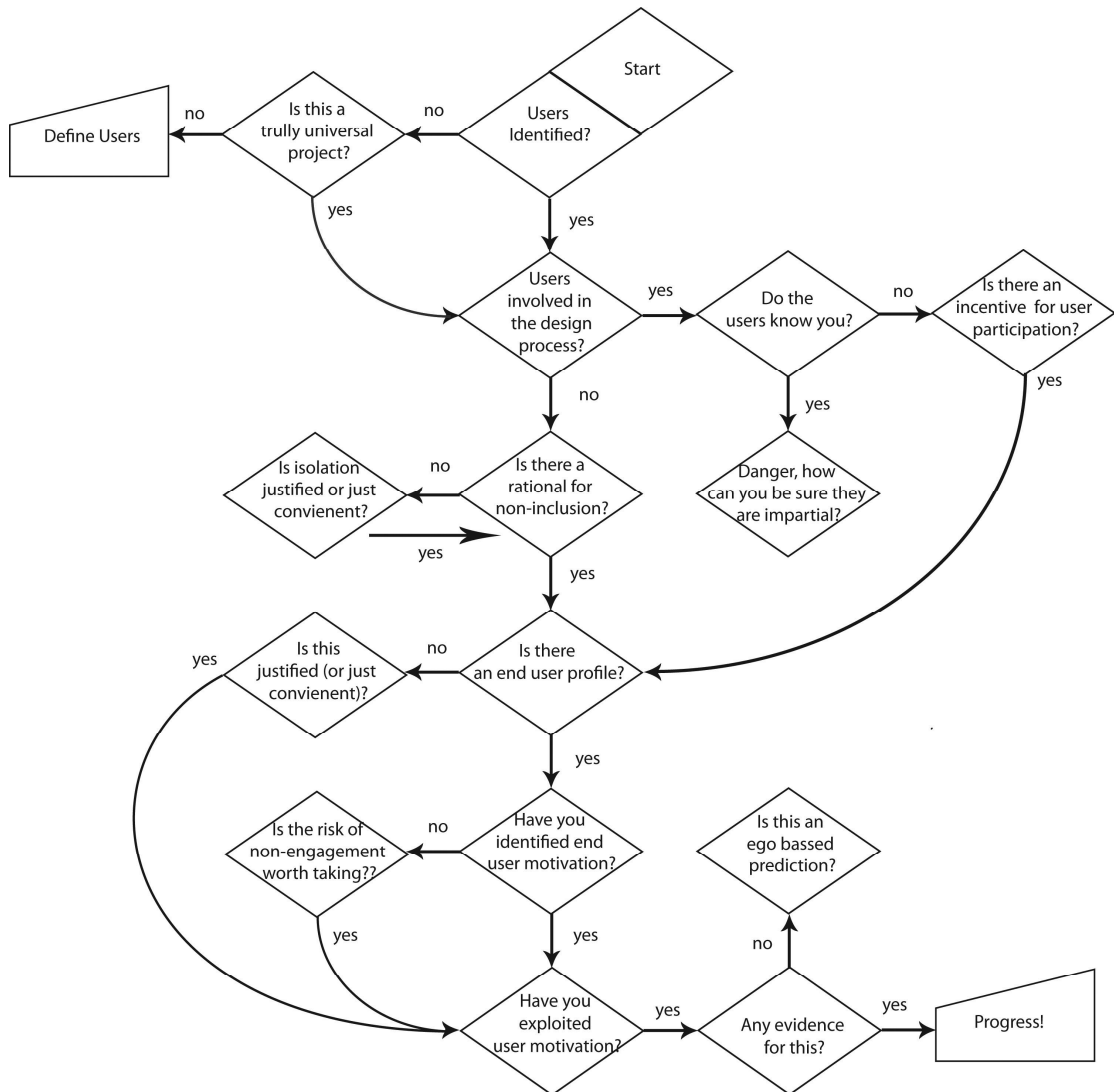 Start
Users
Identified?
no
Is this a
trully universal
project?
no
Define Users
yes
yes
Users
involved in
the design
process?
yes
Do the
users know you?
no
Is there an
incentive for user
participation?
yes
yes
Danger, how
can you be sure they
are impartial?
no
Is there a
rational for
non-inclusion?
no
Is isolation
justified or just
convienent?
yes
yes
Is there
an end user profile?
no
Is this
justified (or just
convienent)?
yes
yes
Have you
identified end
user motivation?
no
Is the risk of
non-engagement
worth taking??
yes
yes
Have you
exploited
user motivation?
yes
Any evidence
for this?
no
Is this an
ego bassed
prediction?
yes
Progress!